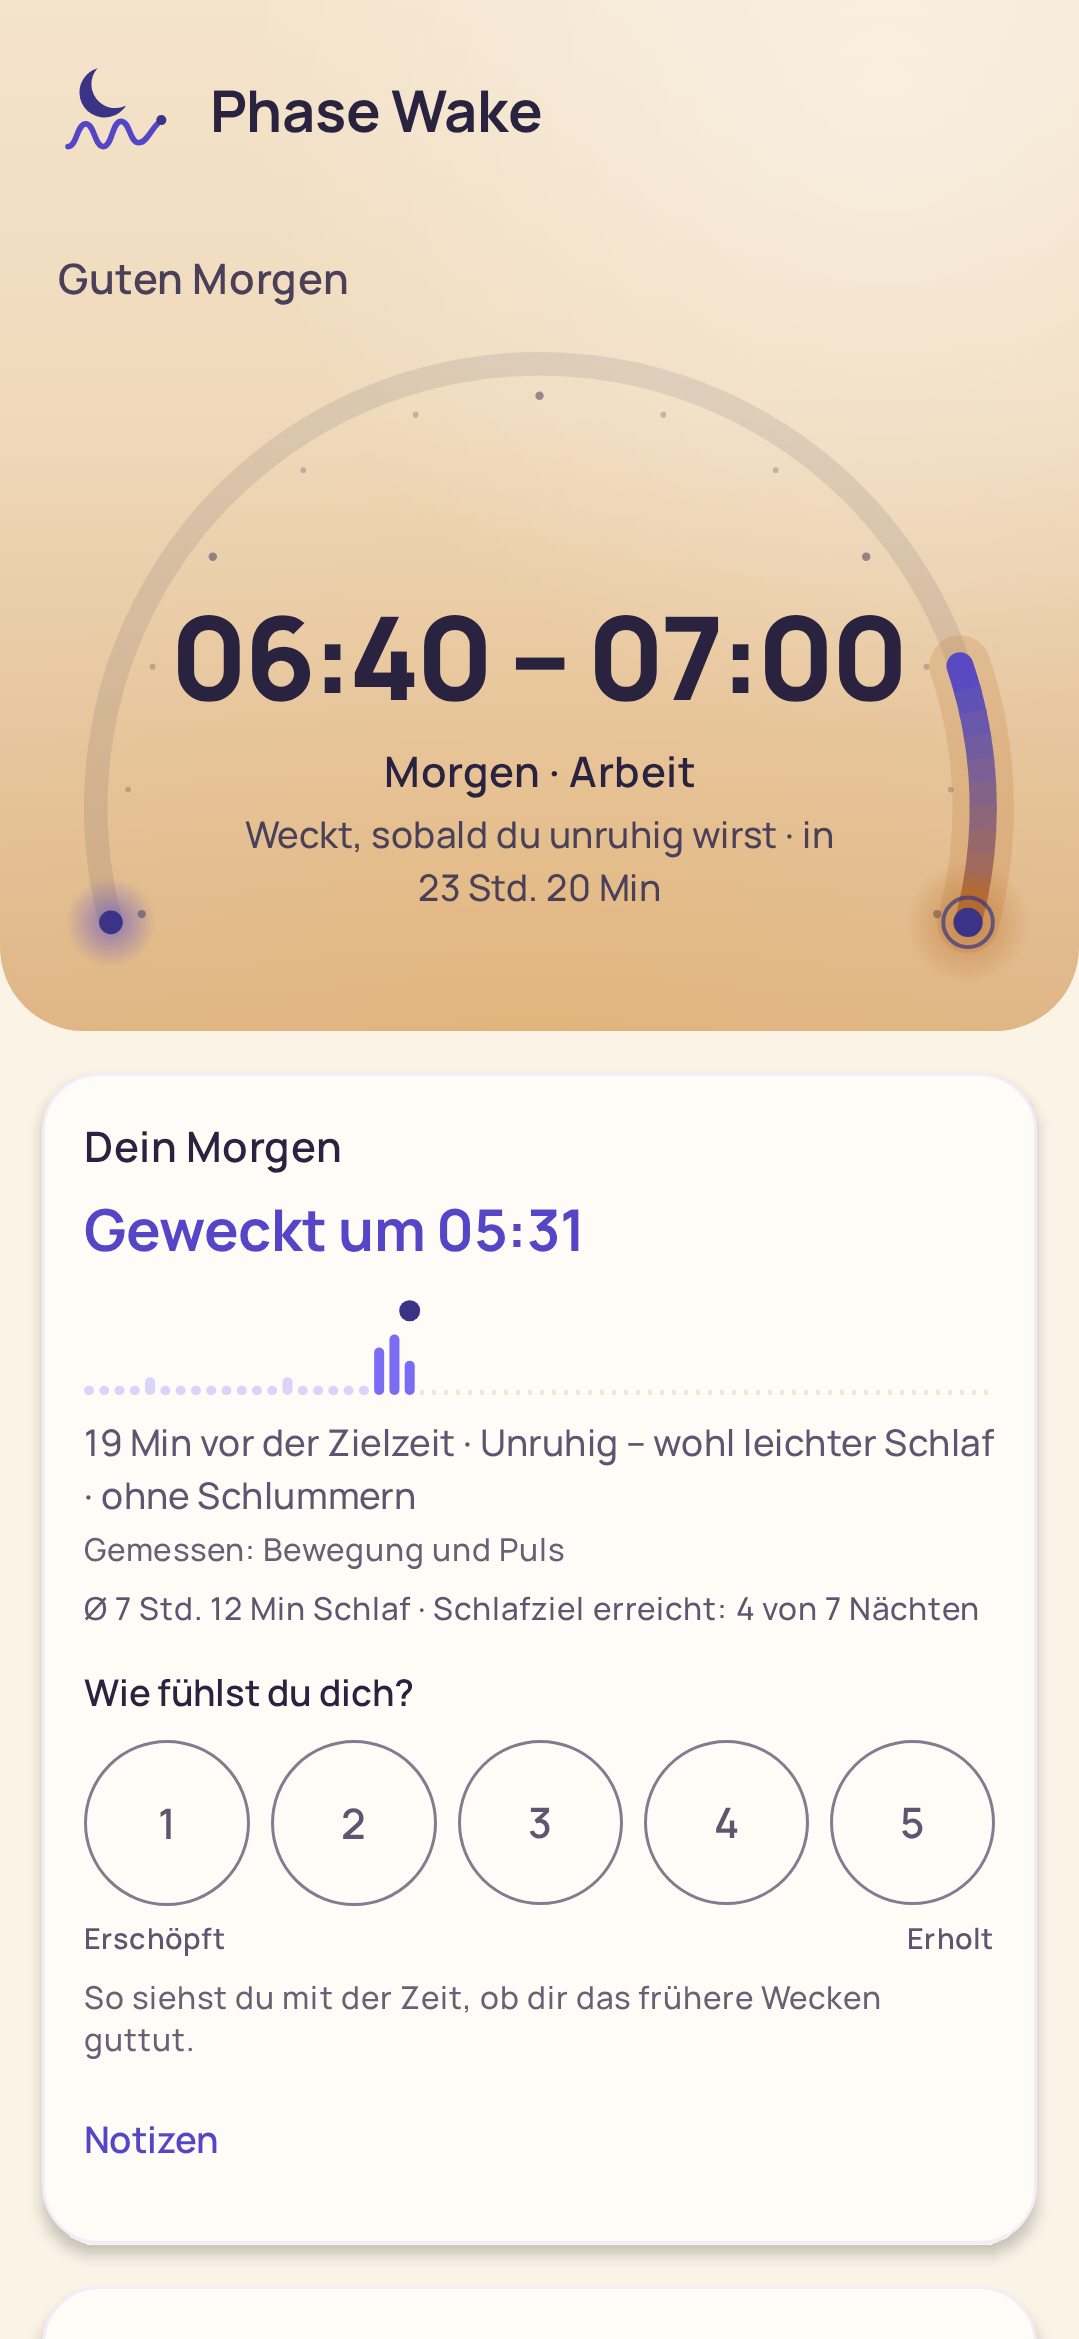 Phase Wake
Guten Morgen
06:40 – 07:00
Morgen · Arbeit
Weckt, sobald du unruhig wirst · in
23 Std. 20 Min
Dein Morgen
Geweckt um 05:31
19 Min vor der Zielzeit · Unruhig – wohl leichter Schlaf
· ohne Schlummern
Gemessen: Bewegung und Puls
Ø 7 Std. 12 Min Schlaf · Schlafziel erreicht: 4 von 7 Nächten
Wie fühlst du dich?
1 2 3 4 5
Erschöpft Erholt
So siehst du mit der Zeit, ob dir das frühere Wecken
guttut.
Notizen